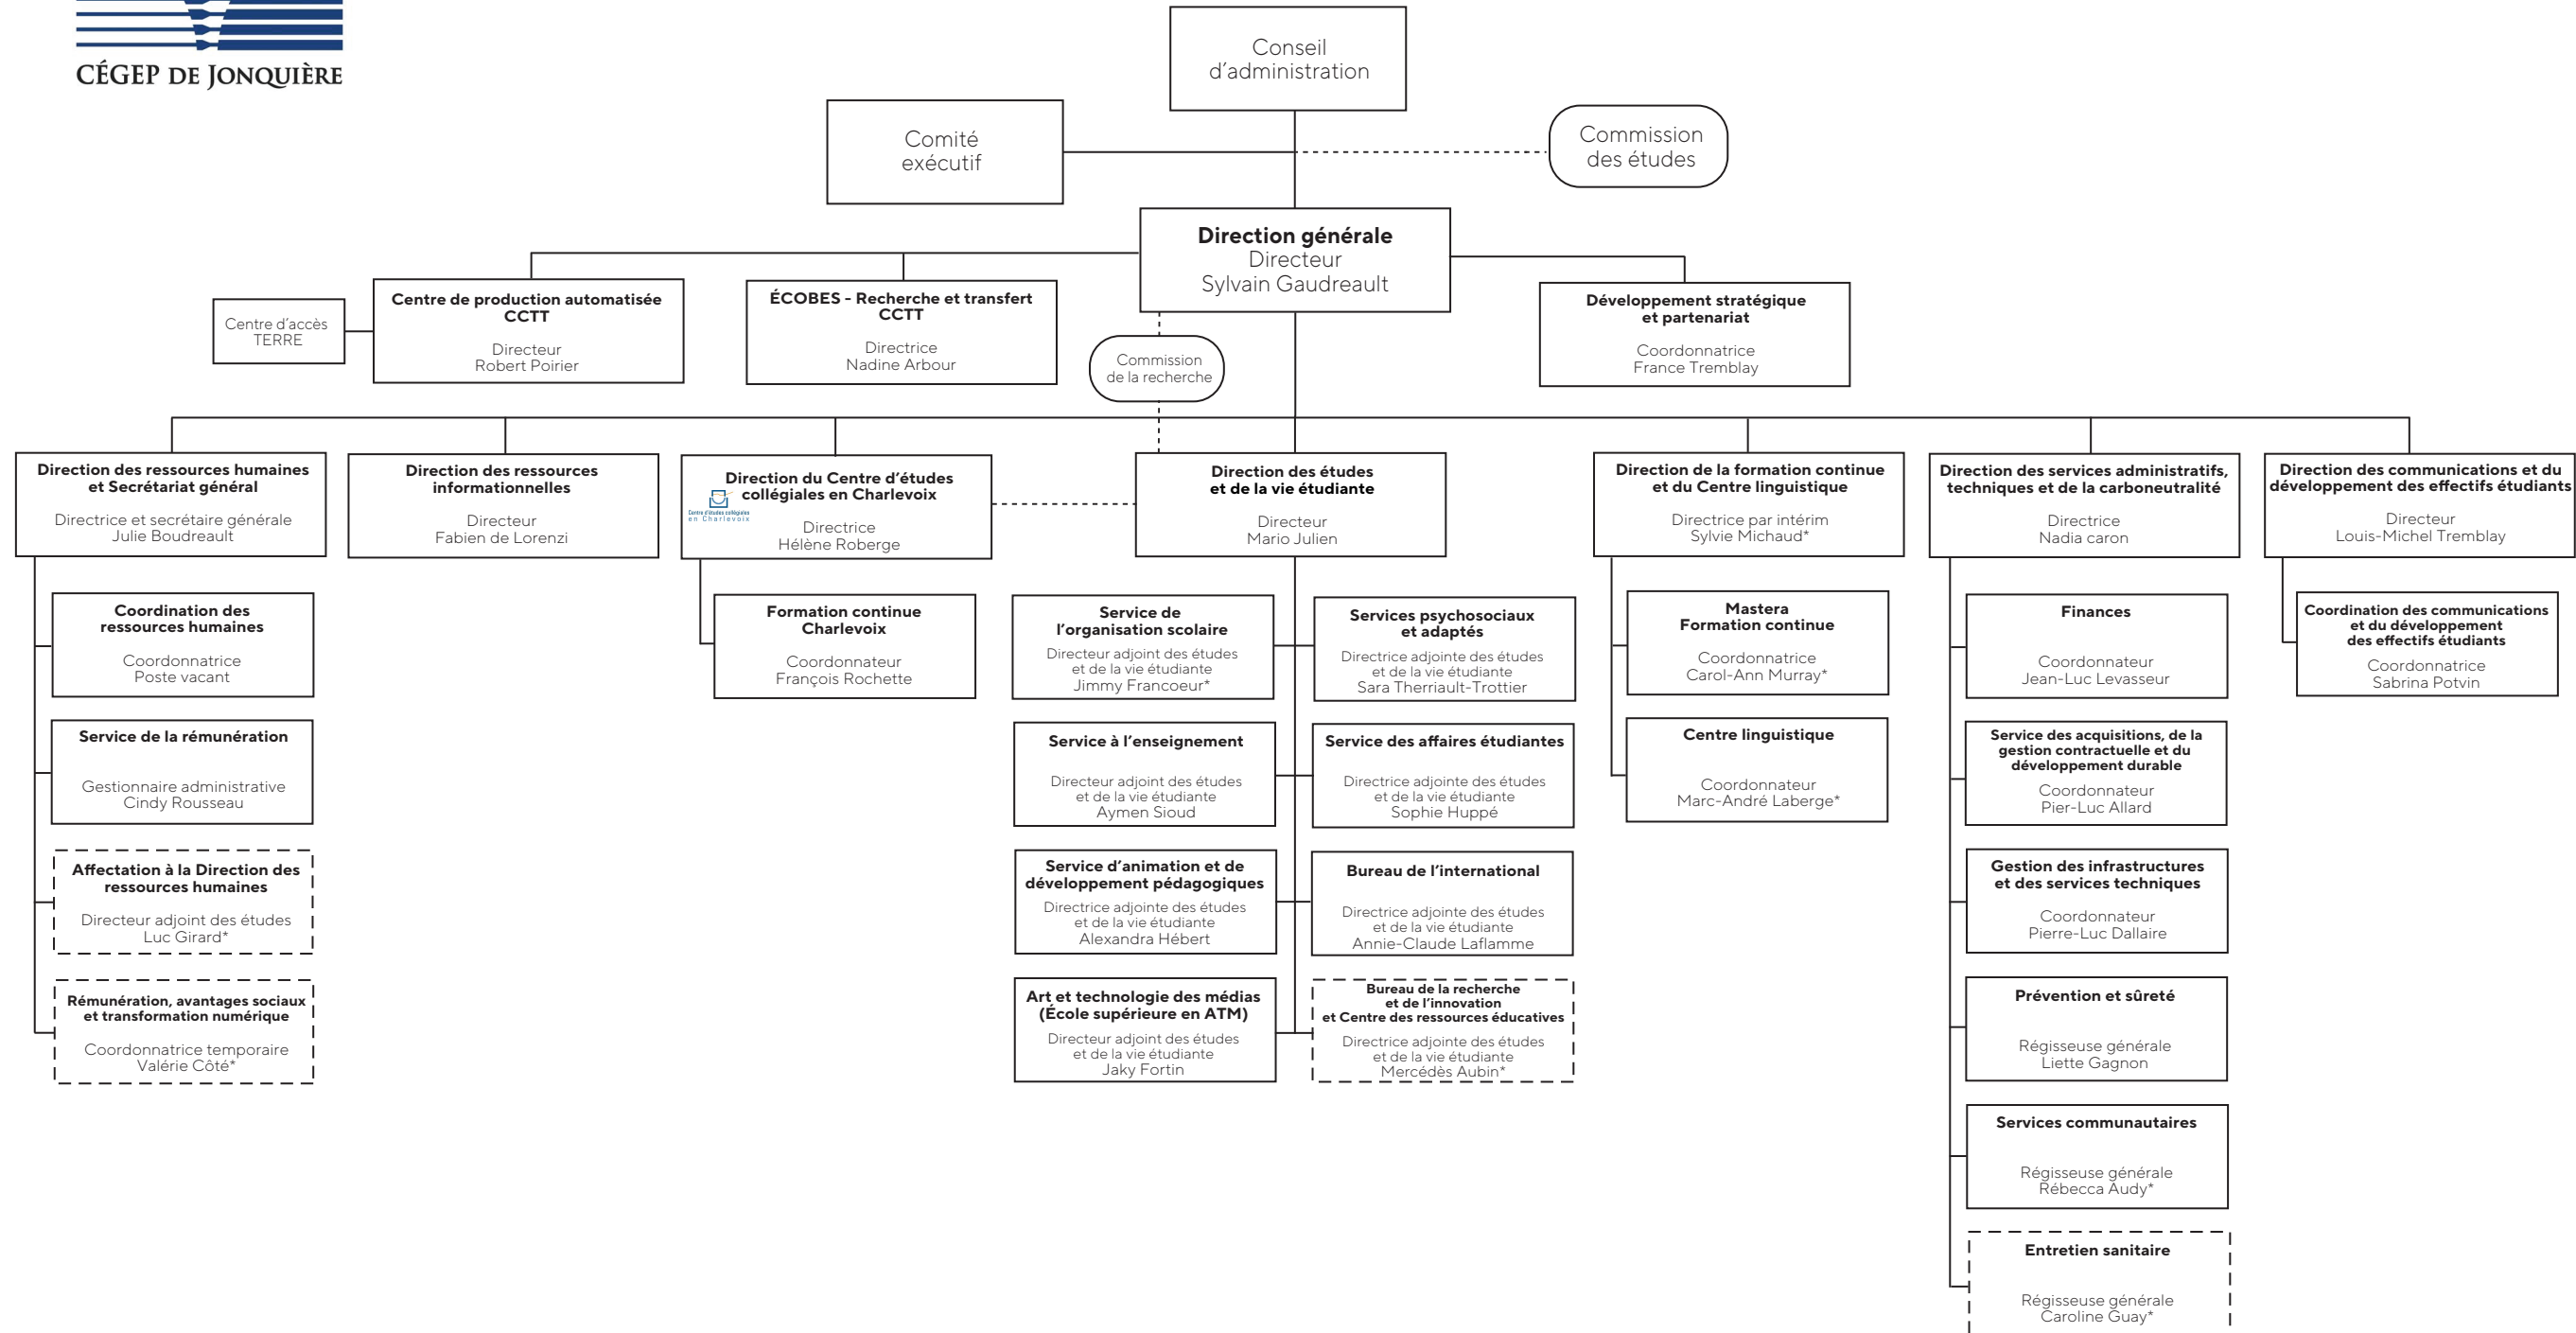 CÉGEP DE JONQUIÈRE
Conseil
d'administration
Comité
exécutif
Commission
des études
Direction générale
Directeur
Sylvain Gaudreault
Centre d'accès
TERRE
Centre de production automatisée
CCTT
Directeur
Robert Poirier
ÉCOBES - Recherche et transfert
CCTT
Directrice
Nadine Arbour
Commission
de la recherche
Développement stratégique
et partenariat
Coordonnatrice
France Tremblay
Direction des ressources humaines
et Secrétariat général
Directrice et secrétaire générale
Julie Boudreault
Direction des ressources
informationnelles
Directeur
Fabien de Lorenzi
Direction du Centre d'études
collégiales en Charlevoix
Centre d'études collégiales
en Charlevoix
Directrice
Hélène Roberge
Direction des études
et de la vie étudiante
Directeur
Mario Julien
Direction de la formation continue
et du Centre linguistique
Directrice par intérim
Sylvie Michaud*
Direction des services administratifs,
techniques et de la carboneutralité
Directrice
Nadia caron
Direction des communications et du
développement des effectifs étudiants
Directeur
Louis-Michel Tremblay
Coordination des
ressources humaines
Coordonnatrice
Poste vacant
Service de la rémunération
Gestionnaire administrative
Cindy Rousseau
Affectation à la Direction des
ressources humaines
Directeur adjoint des études
Luc Girard*
Rémunération, avantages sociaux
et transformation numérique
Coordonnatrice temporaire
Valérie Côté*
Formation continue
Charlevoix
Coordonnateur
François Rochette
Service de
l'organisation scolaire
Directeur adjoint des études
et de la vie étudiante
Jimmy Francoeur*
Services psychosociaux
et adaptés
Directrice adjointe des études
et de la vie étudiante
Sara Therriault-Trottier
Service à l'enseignement
Directeur adjoint des études
et de la vie étudiante
Aymen Sioud
Service des affaires étudiantes
Directrice adjointe des études
et de la vie étudiante
Sophie Huppé
Service d'animation et de
développement pédagogiques
Directrice adjointe des études
et de la vie étudiante
Alexandra Hébert
Bureau de l'international
Directrice adjointe des études
et de la vie étudiante
Annie-Claude Laflamme
Art et technologie des médias
(École supérieure en ATM)
Directeur adjoint des études
et de la vie étudiante
Jaky Fortin
Bureau de la recherche
et de l'innovation
et Centre des ressources éducatives
Directrice adjointe des études
et de la vie étudiante
Mercédès Aubin*
Mastera
Formation continue
Coordonnatrice
Carol-Ann Murray*
Centre linguistique
Coordonnateur
Marc-André Laberge*
Finances
Coordonnateur
Jean-Luc Levasseur
Service des acquisitions, de la
gestion contractuelle et du
développement durable
Coordonnateur
Pier-Luc Allard
Gestion des infrastructures
et des services techniques
Coordonnateur
Pierre-Luc Dallaire
Prévention et sûreté
Régisseuse générale
Liette Gagnon
Services communautaires
Régisseuse générale
Rébecca Audy*
Entretien sanitaire
Régisseuse générale
Caroline Guay*
Coordination des communications
et du développement
des effectifs étudiants
Coordonnatrice
Sabrina Potvin